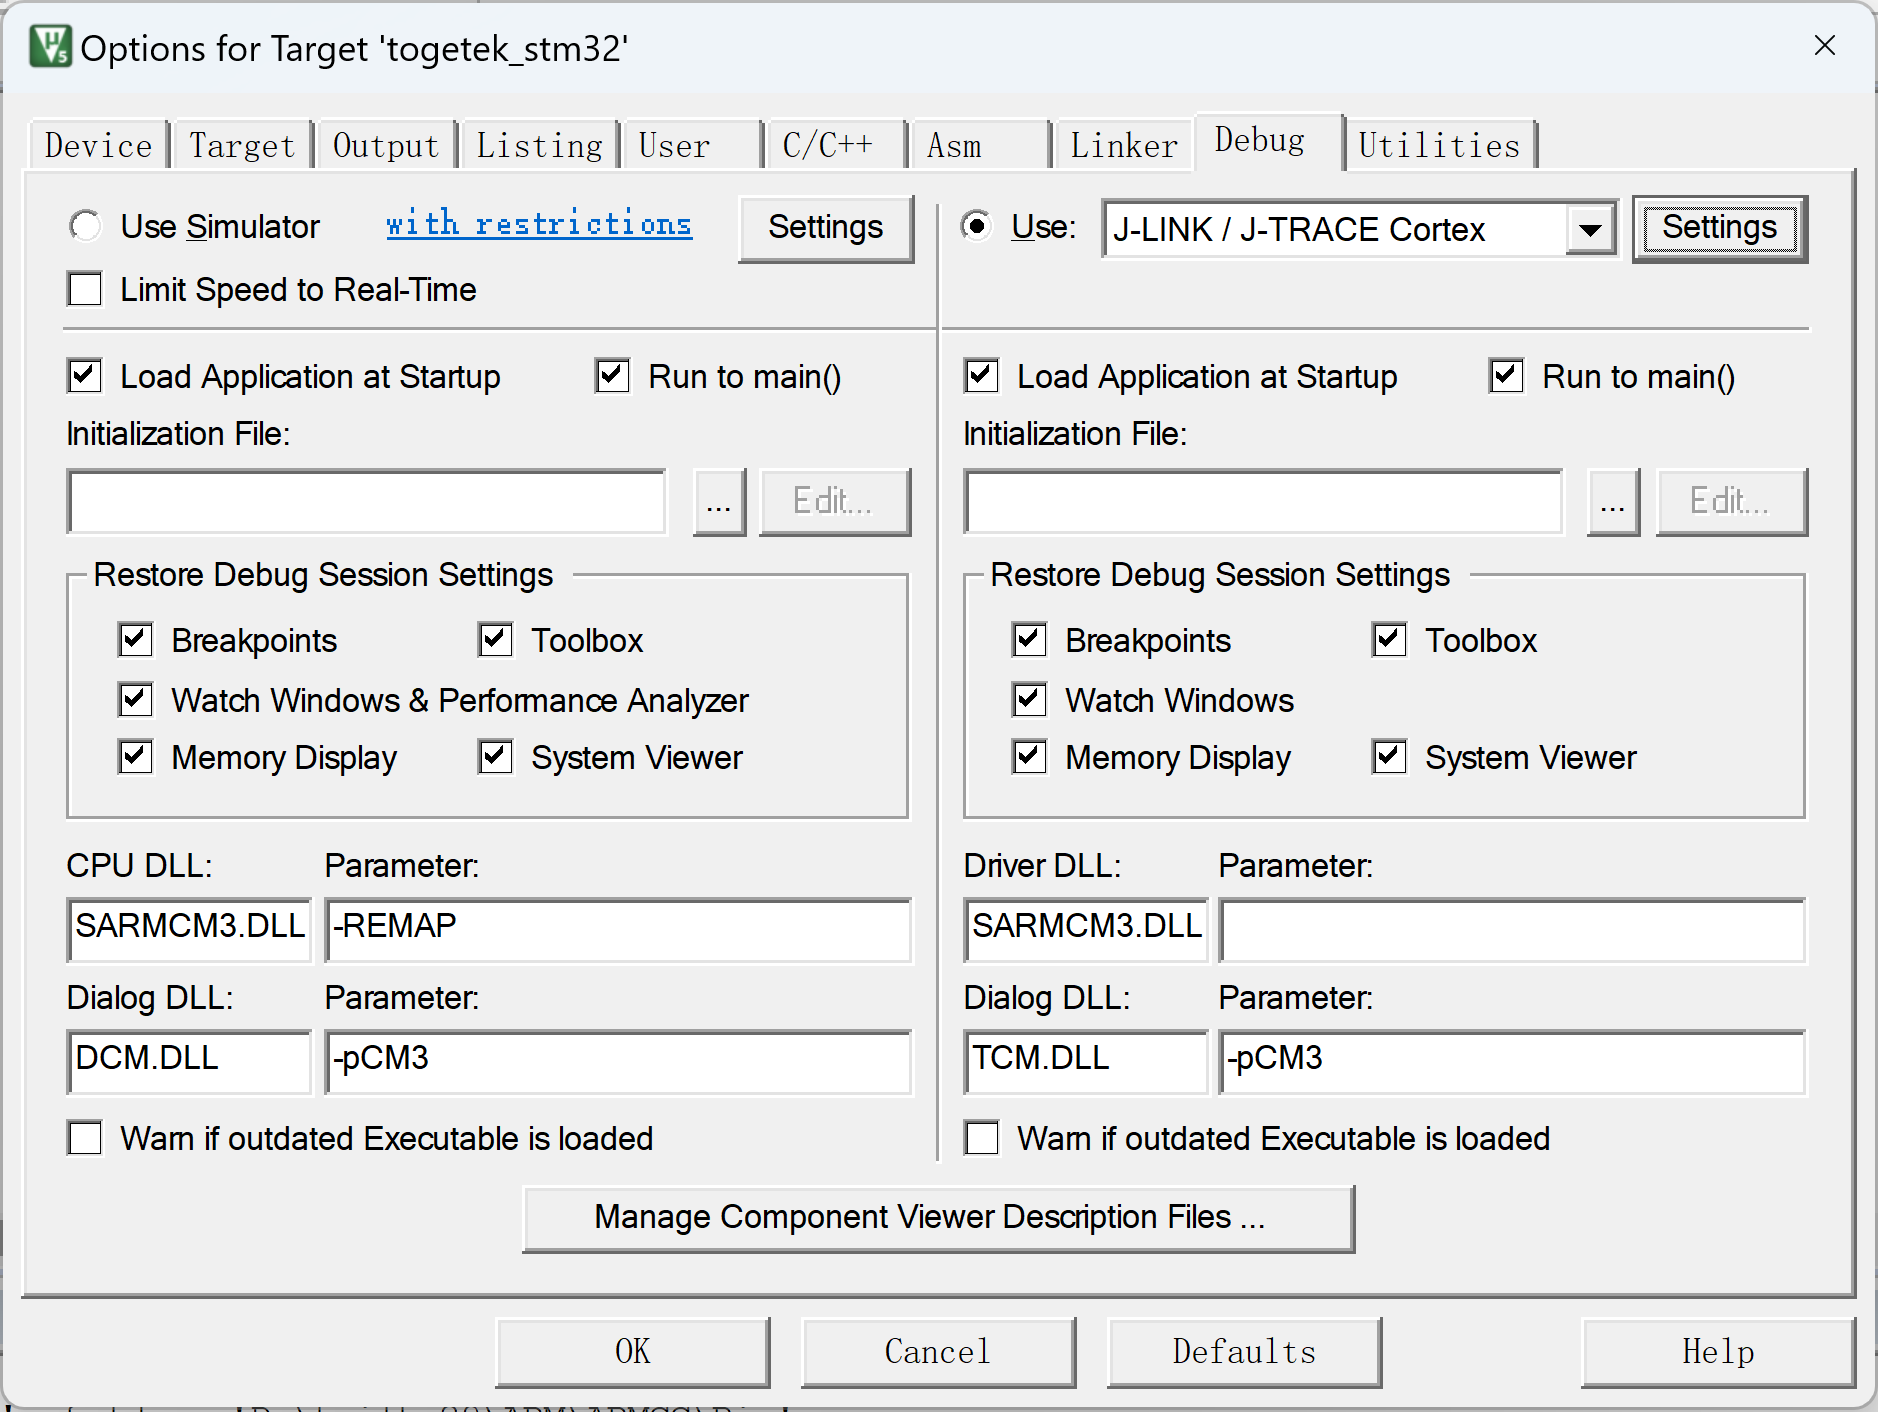 Options for Target 'togetek_stm32'
Device Target Output Listing User C/C++ Asm Linker Debug Utilities
Use Simulator with restrictions Settings Use: J-LINK / J-TRACE Cortex Settings
Limit Speed to Real-Time
Load Application at Startup Run to main() Load Application at Startup Run to main()
Initialization File: Initialization File:
... Edit... ... Edit...
Restore Debug Session Settings Restore Debug Session Settings
Breakpoints Toolbox Breakpoints Toolbox
Watch Windows & Performance Analyzer Watch Windows
Memory Display System Viewer Memory Display System Viewer
CPU DLL: Parameter: Driver DLL: Parameter:
SARMCM3.DLL -REMAP SARMCM3.DLL
Dialog DLL: Parameter: Dialog DLL: Parameter:
DCM.DLL -pCM3 TCM.DLL -pCM3
Warn if outdated Executable is loaded Warn if outdated Executable is loaded
Manage Component Viewer Description Files ...
OK Cancel Defaults Help